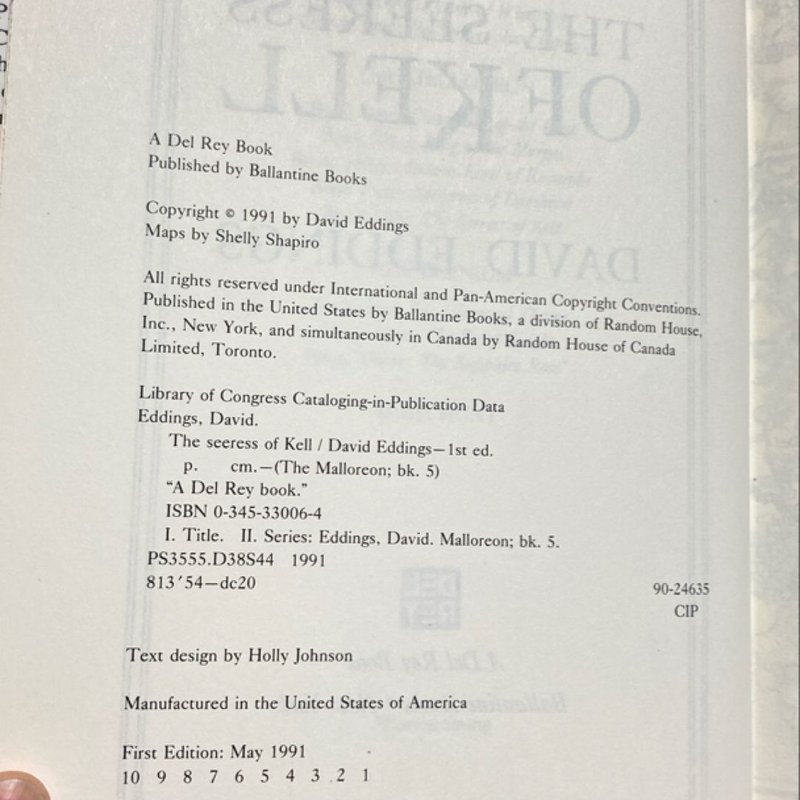 A Del Rey Book
Published by Ballantine Books
Copyright © 1991 by David Eddings
Maps by Shelly Shapiro
All rights reserved under International and Pan-American Copyright Conventions.
Published in the United States by Ballantine Books, a division of Random House,
Inc., New York, and simultaneously in Canada by Random House of Canada
Limited, Toronto.
Library of Congress Cataloging-in-Publication Data
Eddings, David.
The seeress of Kell / David Eddings—1st ed.
p. cm.—(The Malloreon; bk. 5)
"A Del Rey book."
ISBN 0-345-33006-4
I. Title. II. Series: Eddings, David. Malloreon; bk. 5.
PS3555.D38S44 1991
813′54—dc20
90-24635
CIP
Text design by Holly Johnson
Manufactured in the United States of America
First Edition: May 1991
10 9 8 7 6 5 4 3 2 1